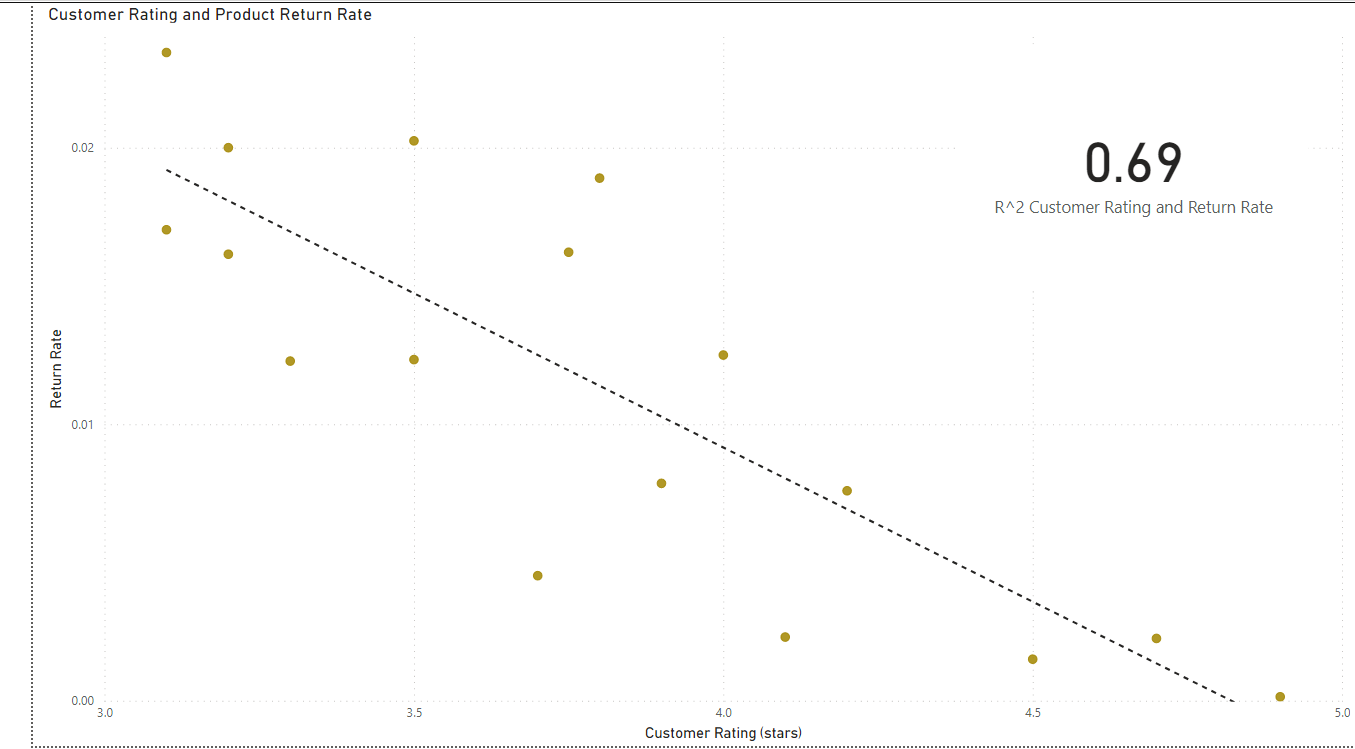 Customer Rating and Product Return Rate
0.69
R^2 Customer Rating and Return Rate
Return Rate
0.02
0.01
0.00
3.0 3.5 4.0 4.5 5.0
Customer Rating (stars)